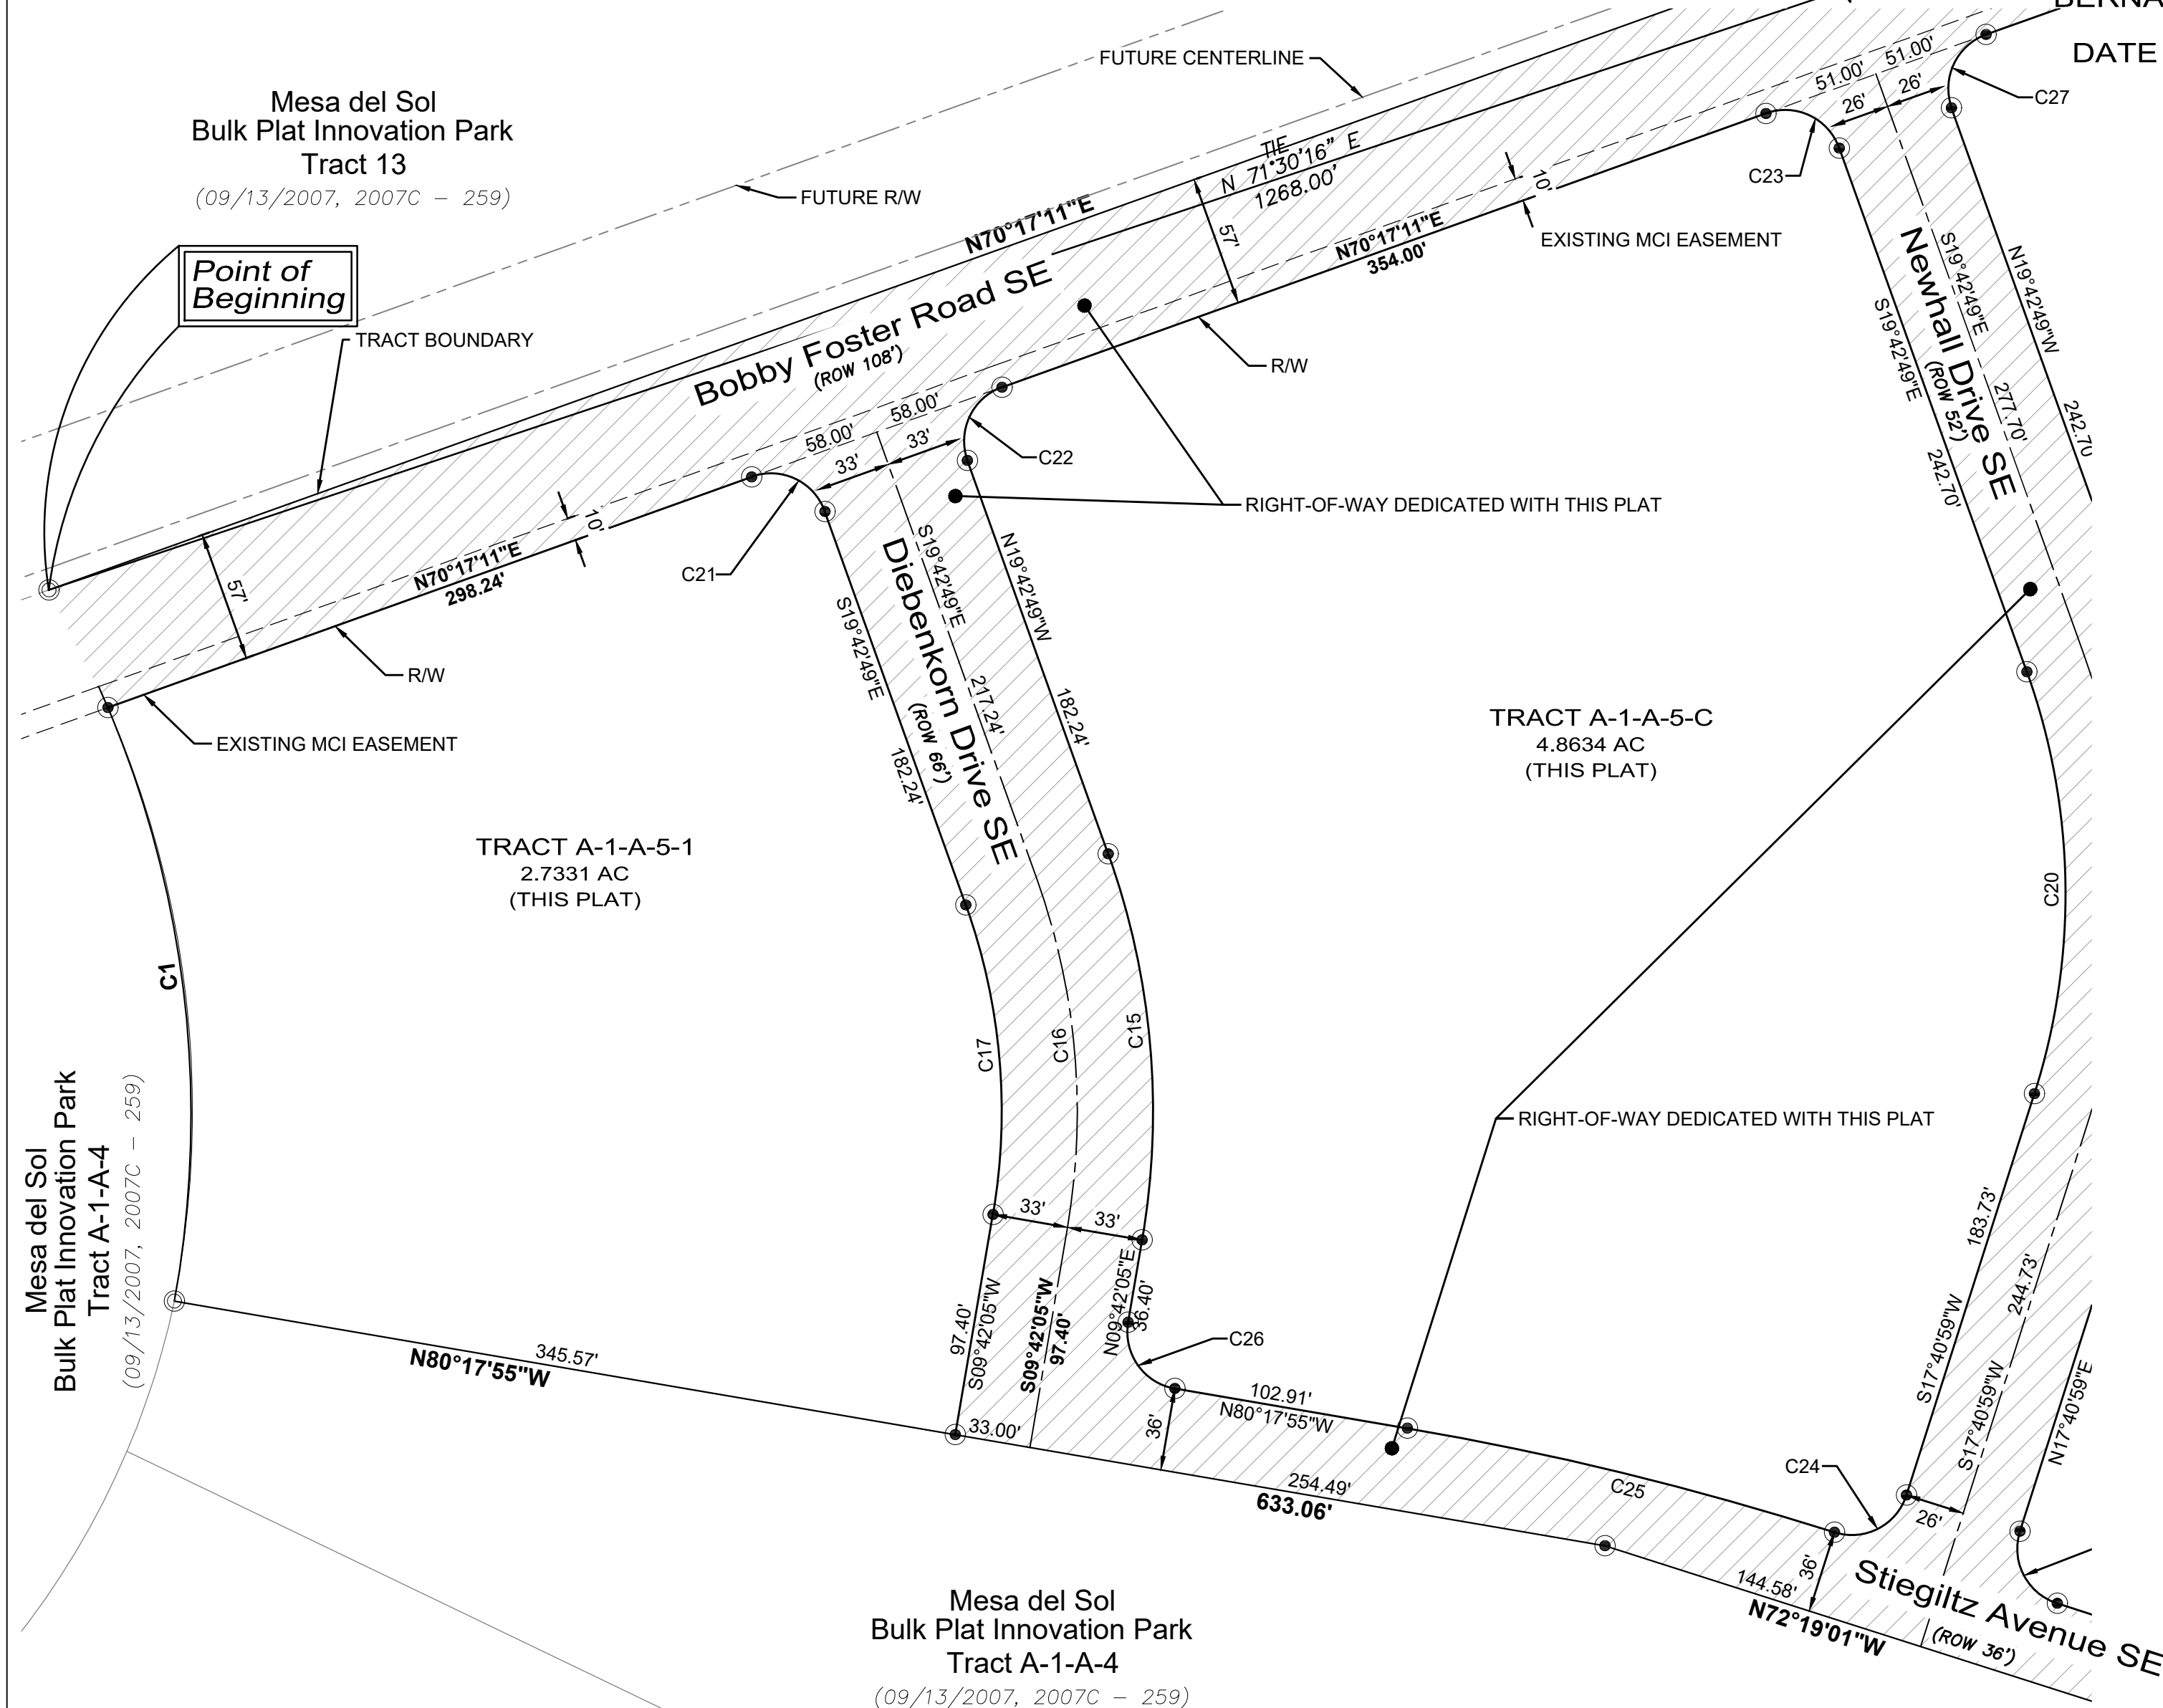 BERNA
DATE
FUTURE CENTERLINE
51.00'
51.00'
26'
26'
C27
Mesa del Sol
Bulk Plat Innovation Park
Tract 13
(09/13/2007, 2007C – 259)
FUTURE R/W
TIE
N 71°30'16" E
1268.00'
C23
10'
N70°17'11"E
57'
N70°17'11"E
354.00'
EXISTING MCI EASEMENT
Point of
Beginning
TRACT BOUNDARY
Bobby Foster Road SE
(ROW 108')
R/W
Newhall Drive SE
(ROW 52')
S19°42'49"E
277.70'
N19°42'49"W
242.70
S19°42'49"E
242.70'
58.00'
58.00'
33'
33'
C22
RIGHT-OF-WAY DEDICATED WITH THIS PLAT
10'
C21
N70°17'11"E
298.24'
57'
R/W
EXISTING MCI EASEMENT
Diebenkorn Drive SE
(ROW 66')
S19°42'49"E
217.24'
N19°42'49"W
182.24'
S19°42'49"E
182.24'
TRACT A-1-A-5-C
4.8634 AC
(THIS PLAT)
TRACT A-1-A-5-1
2.7331 AC
(THIS PLAT)
C20
C1
C17
C16
C15
RIGHT-OF-WAY DEDICATED WITH THIS PLAT
Mesa del Sol
Bulk Plat Innovation Park
Tract A-1-A-4
(09/13/2007, 2007C – 259)
33'
33'
97.40'
S09°42'05"W
S09°42'05"W
97.40'
N09°42'05"E
36.40'
C26
183.73'
S17°40'59"W
244.73'
S17°40'59"W
N17°40'59"E
345.57'
N80°17'55"W
33.00'
36'
102.91'
N80°17'55"W
254.49'
633.06'
C25
C24
26'
36'
144.58'
N72°19'01"W
Stiegiltz Avenue SE
(ROW 36')
Mesa del Sol
Bulk Plat Innovation Park
Tract A-1-A-4
(09/13/2007, 2007C – 259)